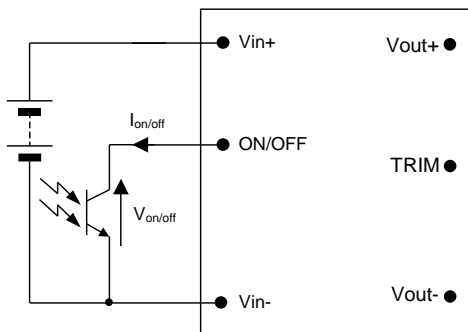 Vin+
Vout+
Ion/off
ON/OFF
TRIM
Von/off
Vin-
Vout-